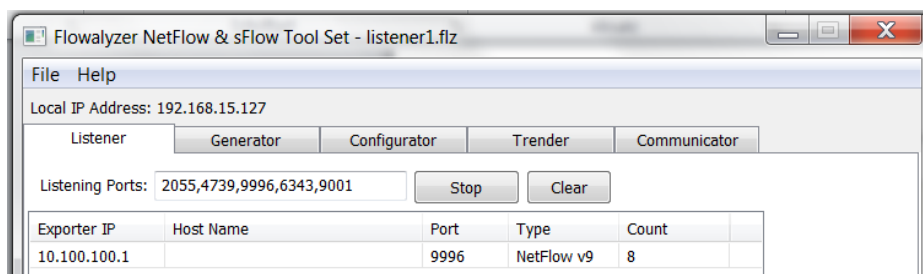 Flowalyzer NetFlow & sFlow Tool Set - listener1.flz
File Help
Local IP Address: 192.168.15.127
Listener Generator Configurator Trender Communicator
Listening Ports: 2055,4739,9996,6343,9001 Stop Clear
Exporter IP Host Name Port Type Count
10.100.100.1 9996 NetFlow v9 8